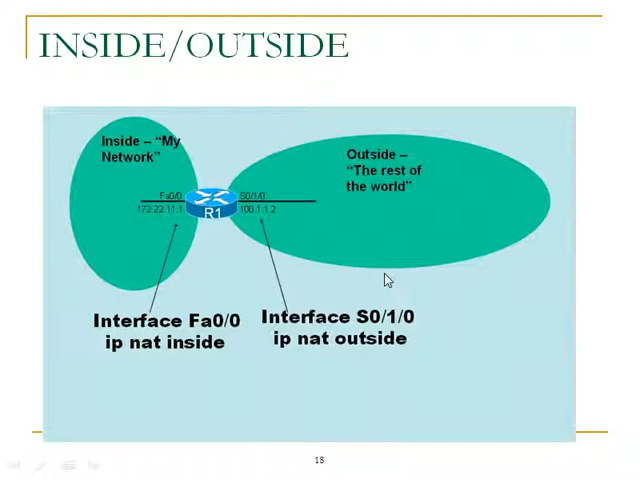 INSIDE/OUTSIDE
Inside – “My
Network”
Outside –
“The rest of
the world”
Fa0/0
S0/1/0
172.22.11.1
100.1.1.2
R1
Interface Fa0/0
ip nat inside
Interface S0/1/0
ip nat outside
18